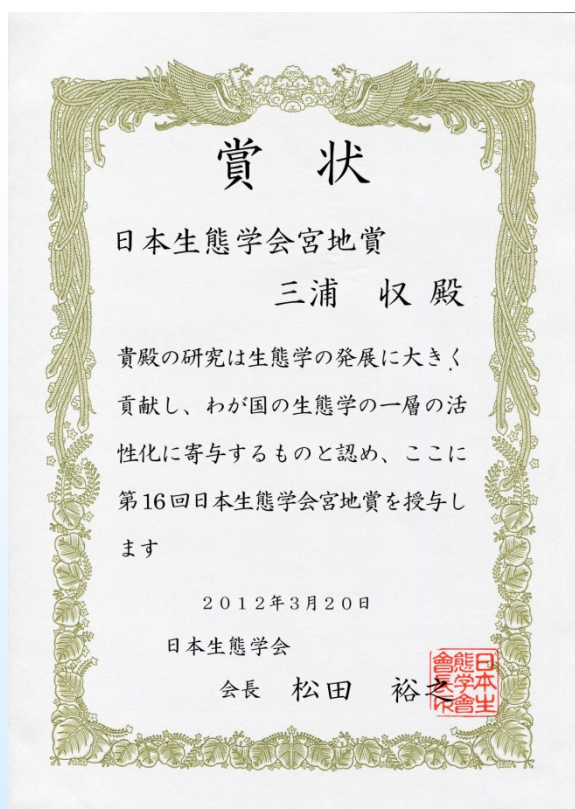 賞状
日本生態学会宮地賞
三浦 収 殿
貴殿の研究は生態学の発展に大きく
貢献し、わが国の生態学の一層の活
性化に寄与するものと認め、ここに
第16回日本生態学会宮地賞を授与し
ます
2012年3月20日
日本生態学会
会長 松田 裕之
日本生
態学會
會長印